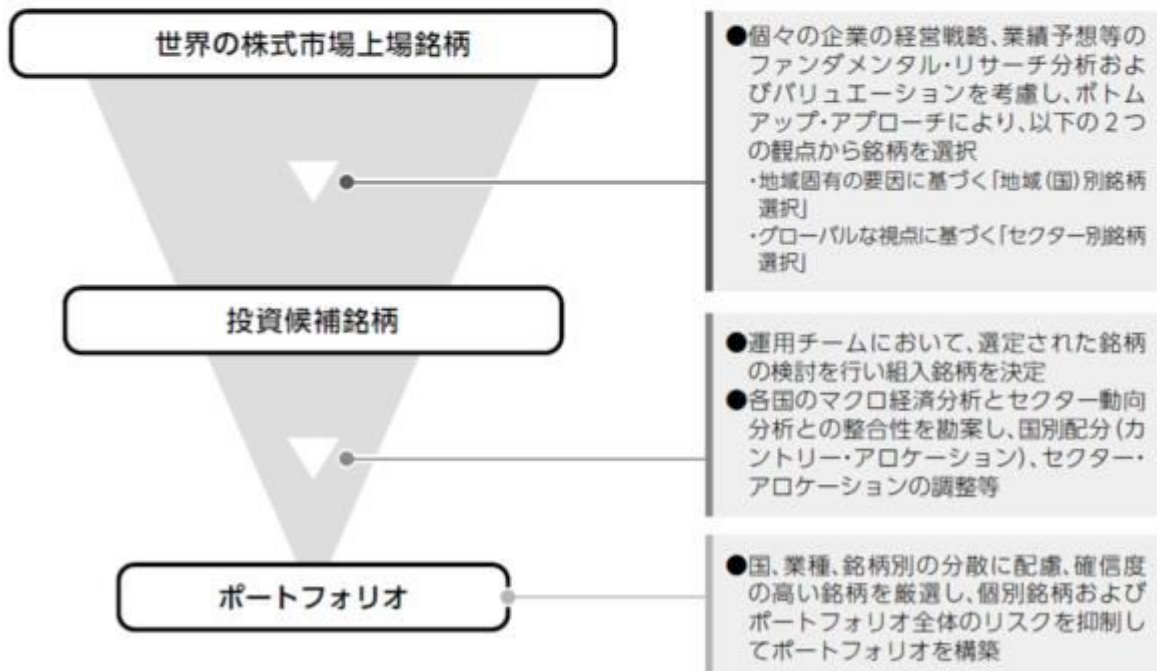 世界の株式市場上場銘柄
●個々の企業の経営戦略、業績予想等の
ファンダメンタル・リサーチ分析およ
びバリュエーションを考慮し、ボトム
アップ・アプローチにより、以下の2つ
の観点から銘柄を選択
・地域固有の要因に基づく「地域(国)別銘柄
選択」
・グローバルな視点に基づく「セクター別銘柄
選択」
投資候補銘柄
●運用チームにおいて、選定された銘柄
の検討を行い組入銘柄を決定
●各国のマクロ経済分析とセクター動向
分析との整合性を勘案し、国別配分(カ
ントリー・アロケーション)、セクター・
アロケーションの調整等
ポートフォリオ
●国、業種、銘柄別の分散に配慮、確信度
の高い銘柄を厳選し、個別銘柄および
ポートフォリオ全体のリスクを抑制し
てポートフォリオを構築